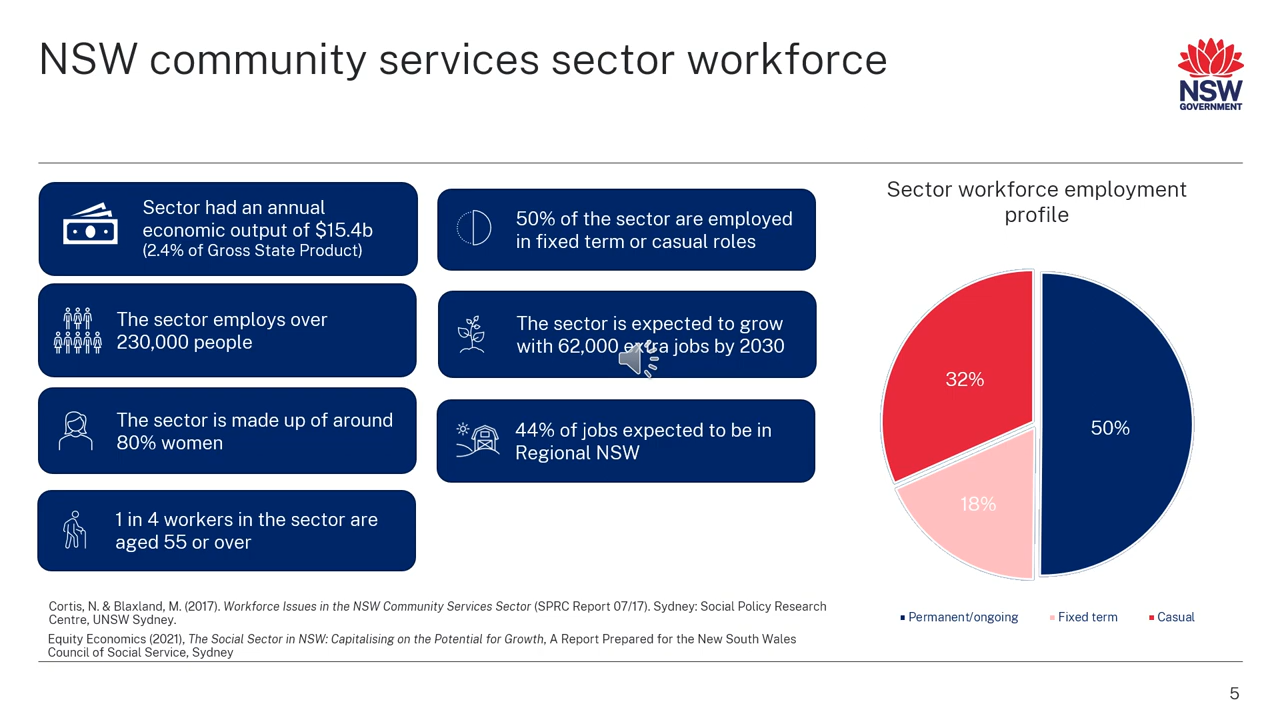 NSW community services sector workforce
NSW
GOVERNMENT
Sector had an annual
economic output of $15.4b
(2.4% of Gross State Product)
The sector employs over
230,000 people
The sector is made up of around
80% women
1 in 4 workers in the sector are
aged 55 or over
50% of the sector are employed
in fixed term or casual roles
The sector is expected to grow
with 62,000 extra jobs by 2030
44% of jobs expected to be in
Regional NSW
Sector workforce employment
profile
32%
50%
18%
Permanent/ongoing
Fixed term
Casual
Cortis, N. & Blaxland, M. (2017). Workforce Issues in the NSW Community Services Sector (SPRC Report 07/17). Sydney: Social Policy Research
Centre, UNSW Sydney.
Equity Economics (2021), The Social Sector in NSW: Capitalising on the Potential for Growth, A Report Prepared for the New South Wales
Council of Social Service, Sydney
5